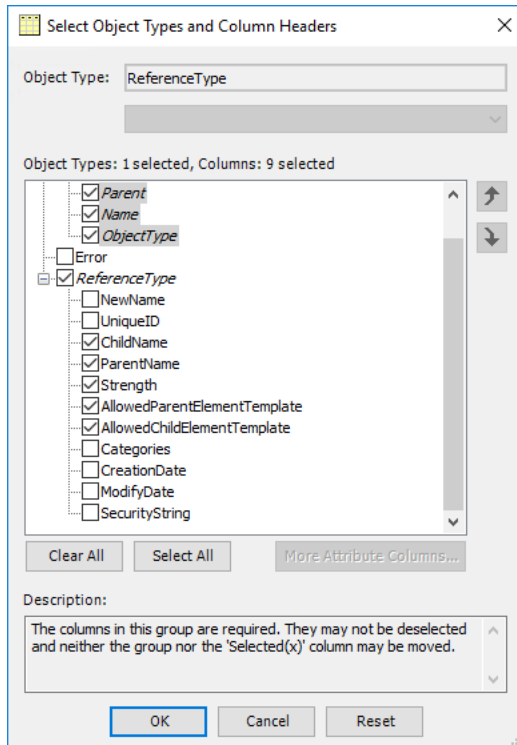 Select Object Types and Column Headers
Object Type:
ReferenceType
Object Types: 1 selected, Columns: 9 selected
Parent
Name
ObjectType
Error
ReferenceType
NewName
UniqueID
ChildName
ParentName
Strength
AllowedParentElementTemplate
AllowedChildElementTemplate
Categories
CreationDate
ModifyDate
SecurityString
Clear All
Select All
More Attribute Columns...
Description:
The columns in this group are required. They may not be deselected
and neither the group nor the 'Selected(x)' column may be moved.
OK
Cancel
Reset